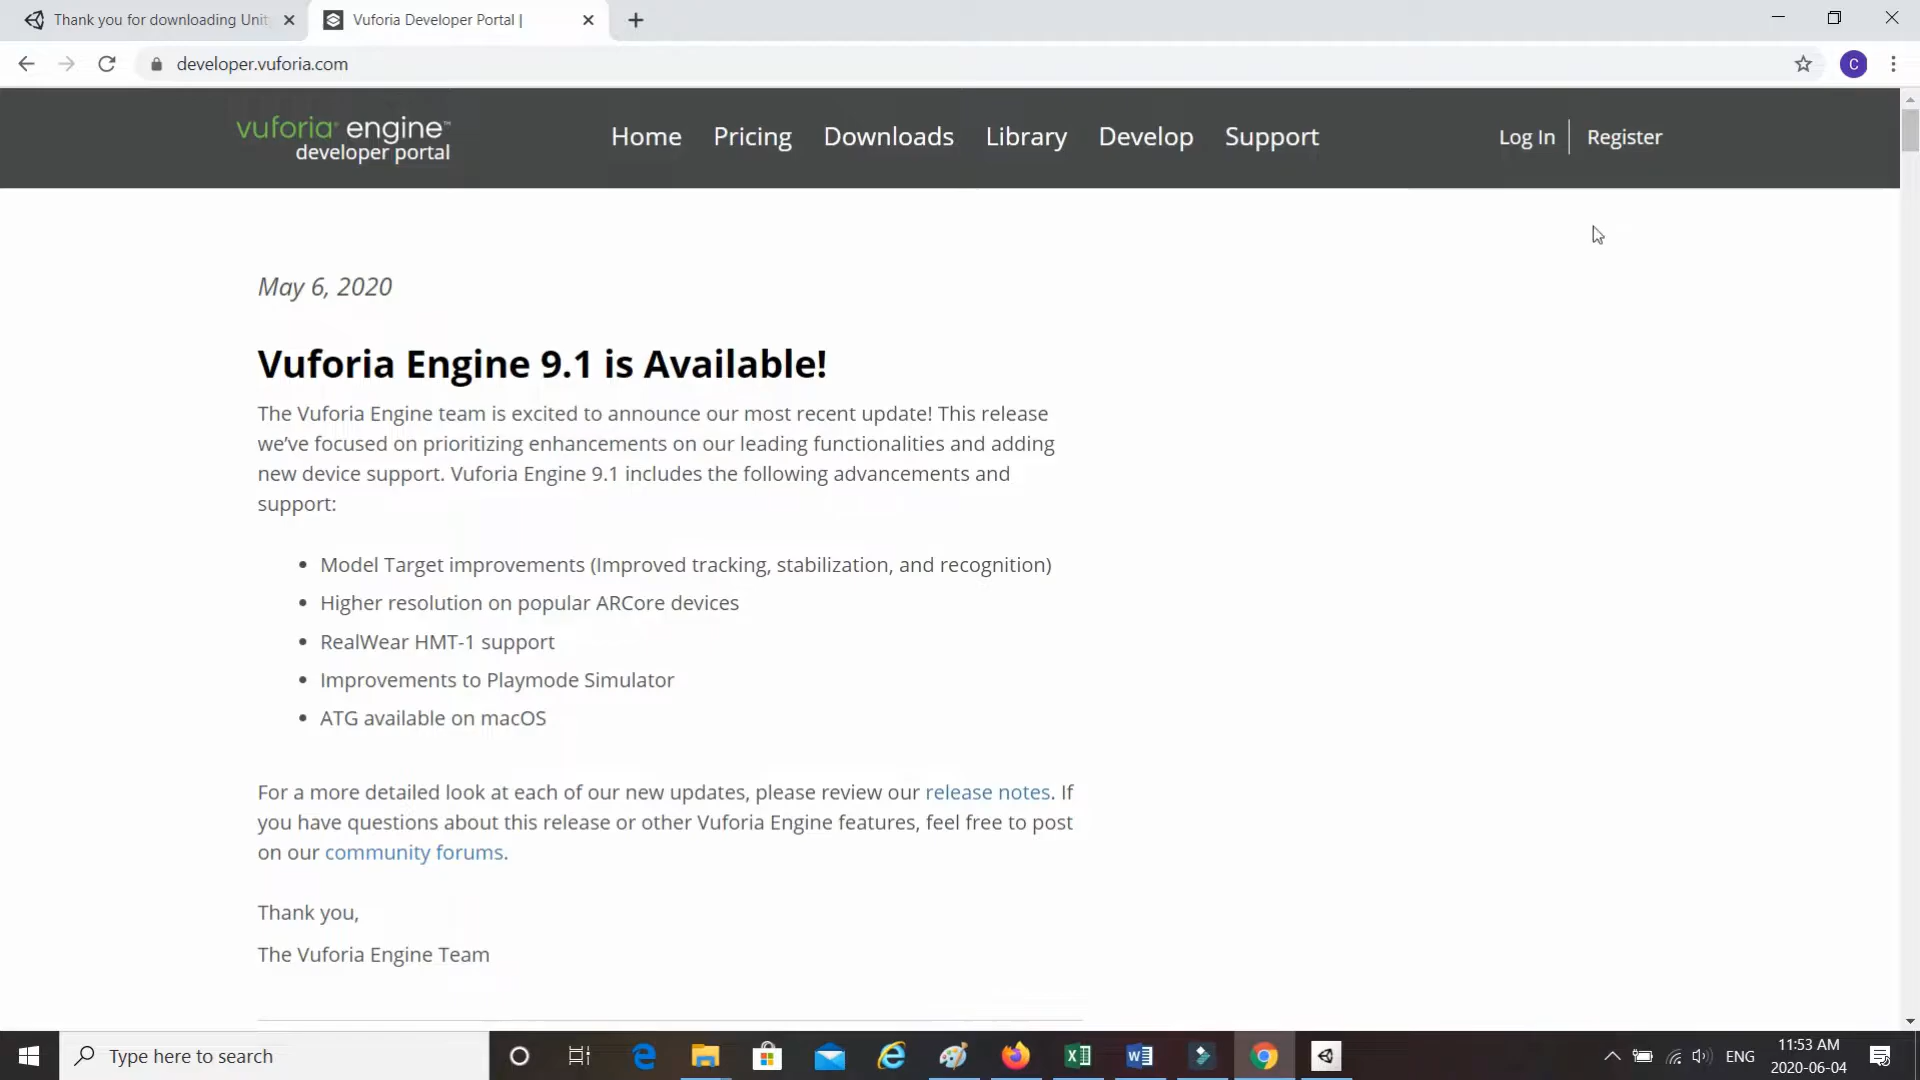 Thank you for downloading Unit
Vuforia Developer Portal |
developer.vuforia.com
C
vuforia® engine™
developer portal
Home Pricing Downloads Library Develop Support
Log In Register
May 6, 2020
Vuforia Engine 9.1 is Available!
The Vuforia Engine team is excited to announce our most recent update! This release
we’ve focused on prioritizing enhancements on our leading functionalities and adding
new device support. Vuforia Engine 9.1 includes the following advancements and
support:
• Model Target improvements (Improved tracking, stabilization, and recognition)
• Higher resolution on popular ARCore devices
• RealWear HMT-1 support
• Improvements to Playmode Simulator
• ATG available on macOS
For a more detailed look at each of our new updates, please review our release notes. If
you have questions about this release or other Vuforia Engine features, feel free to post
on our community forums.
Thank you,
The Vuforia Engine Team
Type here to search
ENG
11:53 AM
2020-06-04